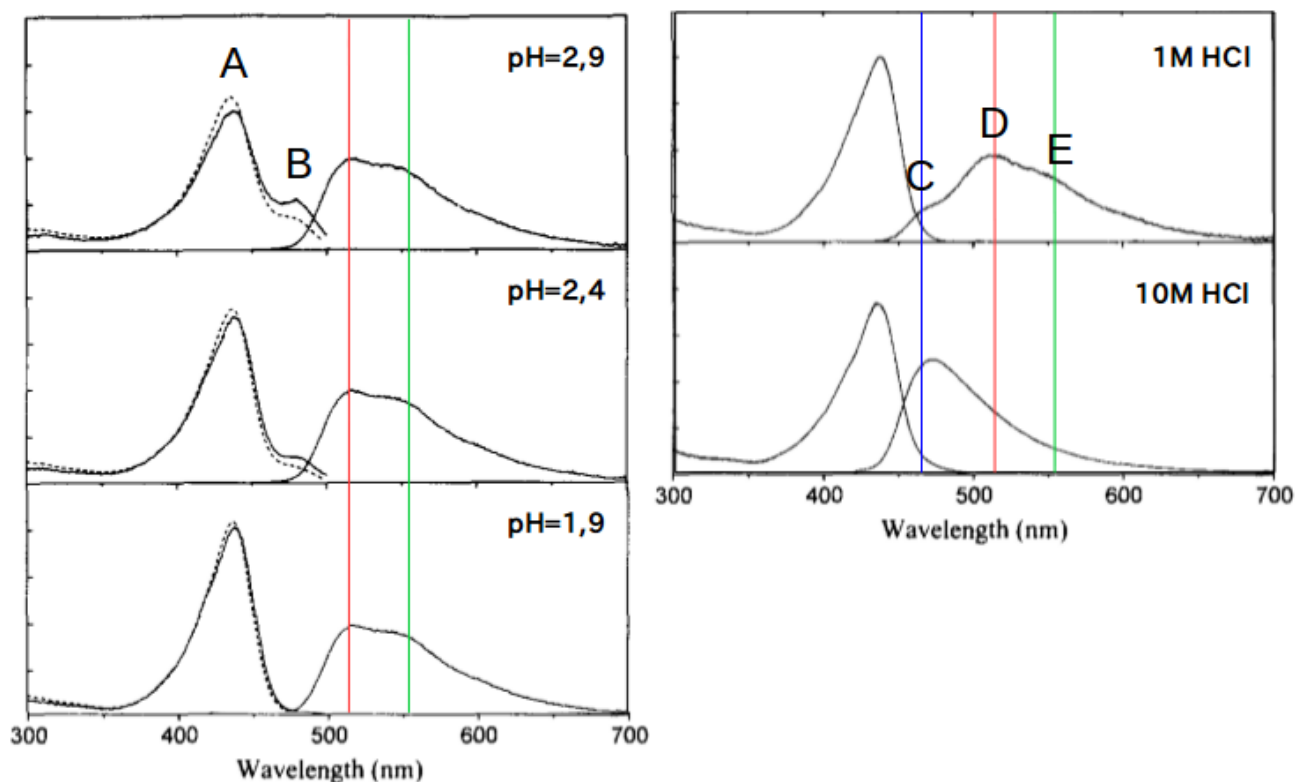 A
B
pH=2,9
pH=2,4
pH=1,9
300 400 500 600 700
Wavelength (nm)
1M HCl
C
D
E
10M HCl
300 400 500 600 700
Wavelength (nm)